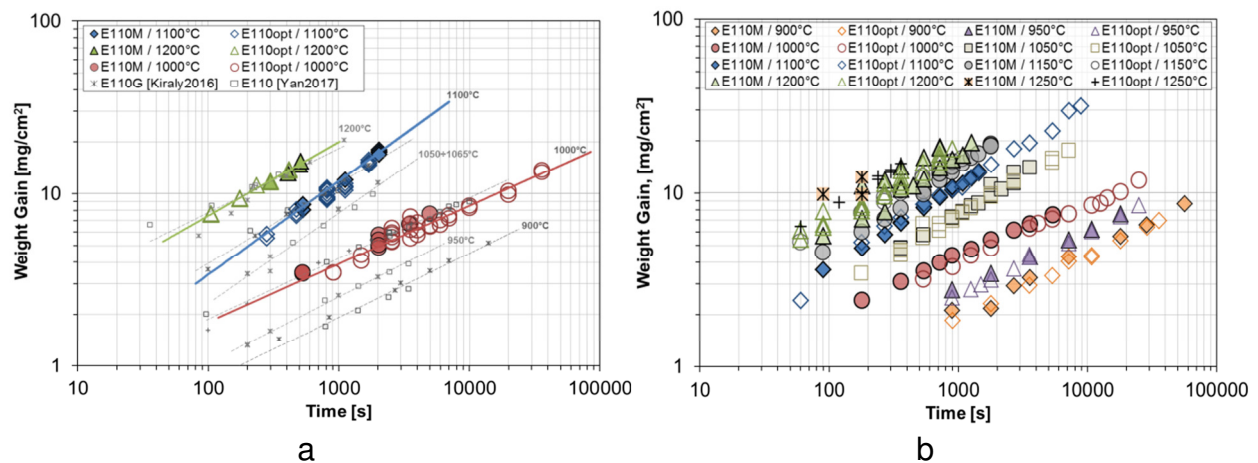 100
E110M / 1100°C
E110opt / 1100°C
E110M / 1200°C
E110opt / 1200°C
E110M / 1000°C
E110opt / 1000°C
E110G [Kiraly2016]
E110 [Yan2017]
1100°C
1200°C
1050÷1065°C
1000°C
10
950°C
900°C
1
Weight Gain, [mg/cm²]
10 100 1000 10000 100000
Time [s]
a
100
E110M / 900°C E110opt / 900°C E110M / 950°C E110opt / 950°C
E110M / 1000°C E110opt / 1000°C E110M / 1050°C E110opt / 1050°C
E110M / 1100°C E110opt / 1100°C E110M / 1150°C E110opt / 1150°C
E110M / 1200°C E110opt / 1200°C E110M / 1250°C E110opt / 1250°C
10
1
Weight Gain, [mg/cm²]
10 100 1000 10000 100000
Time [s]
b